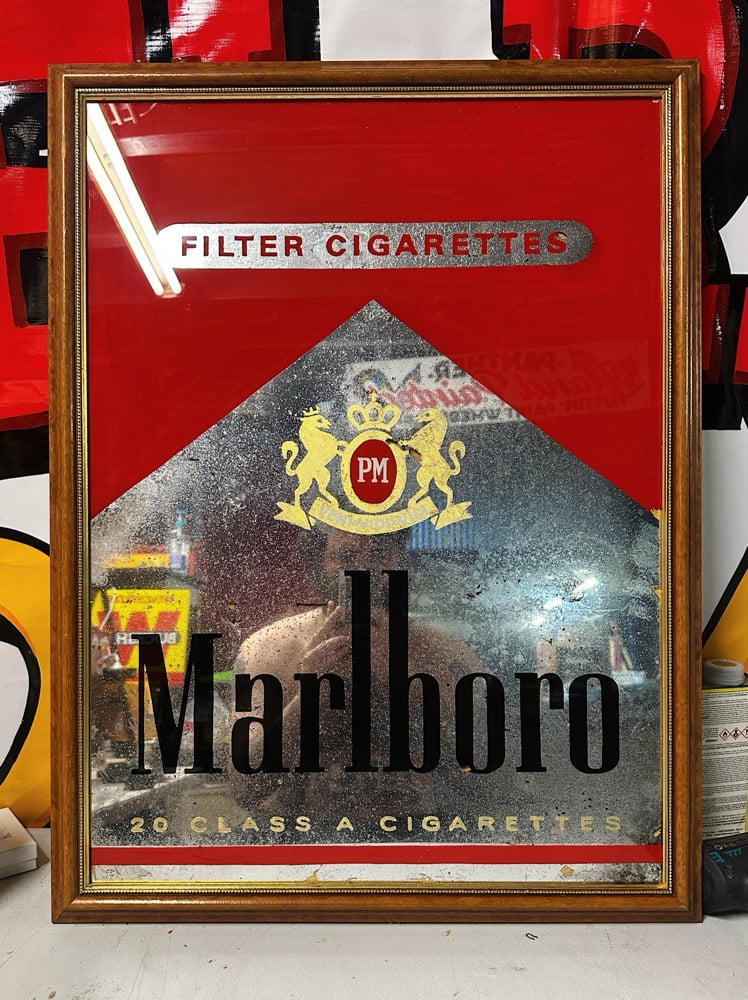 FILTER CIGARETTES
PM
Marlboro
20 CLASS A CIGARETTES